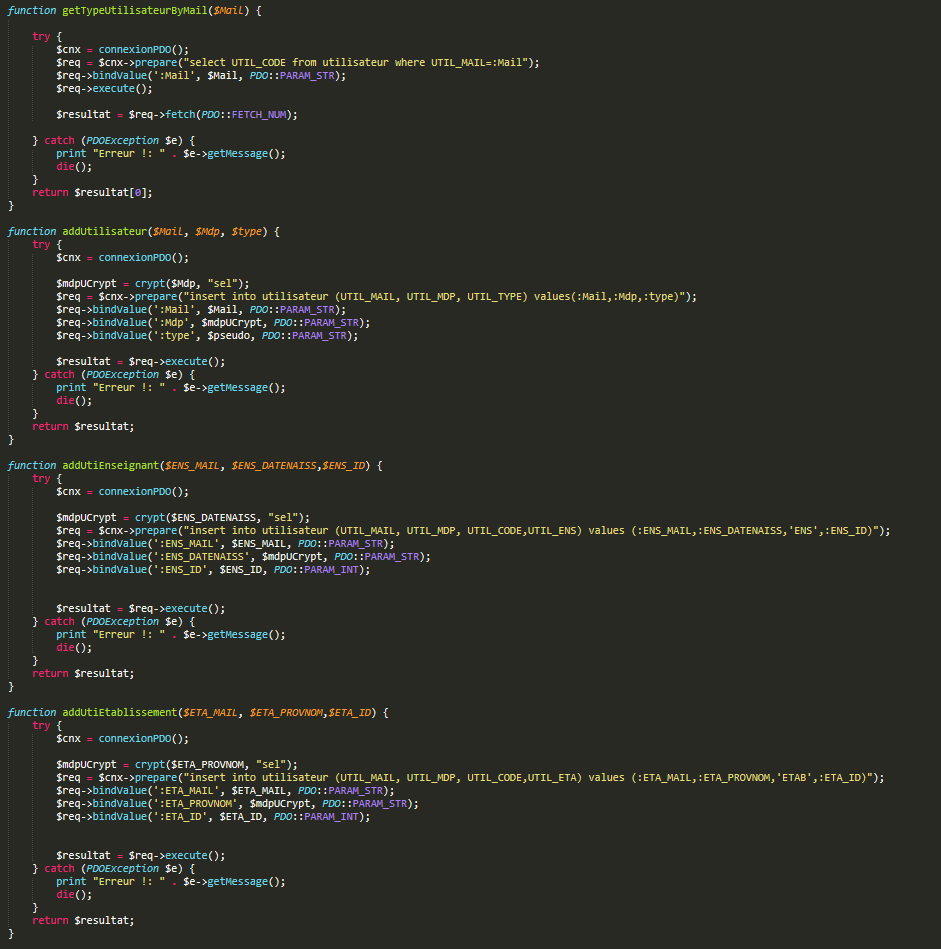 function getTypeUtilisateurByMail($Mail) {
try {
$cnx = connexionPDO();
$req = $cnx->prepare("select UTIL_CODE from utilisateur where UTIL_MAIL=:Mail");
$req->bindValue(':Mail', $Mail, PDO::PARAM_STR);
$req->execute();
$resultat = $req->fetch(PDO::FETCH_NUM);
} catch (PDOException $e) {
print "Erreur !: " . $e->getMessage();
die();
}
return $resultat[0];
}
function addUtilisateur($Mail, $Mdp, $type) {
try {
$cnx = connexionPDO();
$mdpUCrypt = crypt($Mdp, "sel");
$req = $cnx->prepare("insert into utilisateur (UTIL_MAIL, UTIL_MDP, UTIL_TYPE) values(:Mail,:Mdp,:type)");
$req->bindValue(':Mail', $Mail, PDO::PARAM_STR);
$req->bindValue(':Mdp', $mdpUCrypt, PDO::PARAM_STR);
$req->bindValue(':type', $pseudo, PDO::PARAM_STR);
$resultat = $req->execute();
} catch (PDOException $e) {
print "Erreur !: " . $e->getMessage();
die();
}
return $resultat;
}
function addUtiEnseignant($ENS_MAIL, $ENS_DATENAISS,$ENS_ID) {
try {
$cnx = connexionPDO();
$mdpUCrypt = crypt($ENS_DATENAISS, "sel");
$req = $cnx->prepare("insert into utilisateur (UTIL_MAIL, UTIL_MDP, UTIL_CODE,UTIL_ENS) values (:ENS_MAIL,:ENS_DATENAISS,'ENS',:ENS_ID)");
$req->bindValue(':ENS_MAIL', $ENS_MAIL, PDO::PARAM_STR);
$req->bindValue(':ENS_DATENAISS', $mdpUCrypt, PDO::PARAM_STR);
$req->bindValue(':ENS_ID', $ENS_ID, PDO::PARAM_INT);
$resultat = $req->execute();
} catch (PDOException $e) {
print "Erreur !: " . $e->getMessage();
die();
}
return $resultat;
}
function addUtiEtablissement($ETA_MAIL, $ETA_PROVNOM,$ETA_ID) {
try {
$cnx = connexionPDO();
$mdpUCrypt = crypt($ETA_PROVNOM, "sel");
$req = $cnx->prepare("insert into utilisateur (UTIL_MAIL, UTIL_MDP, UTIL_CODE,UTIL_ETA) values (:ETA_MAIL,:ETA_PROVNOM,'ETAB',:ETA_ID)");
$req->bindValue(':ETA_MAIL', $ETA_MAIL, PDO::PARAM_STR);
$req->bindValue(':ETA_PROVNOM', $mdpUCrypt, PDO::PARAM_STR);
$req->bindValue(':ETA_ID', $ETA_ID, PDO::PARAM_INT);
$resultat = $req->execute();
} catch (PDOException $e) {
print "Erreur !: " . $e->getMessage();
die();
}
return $resultat;
}